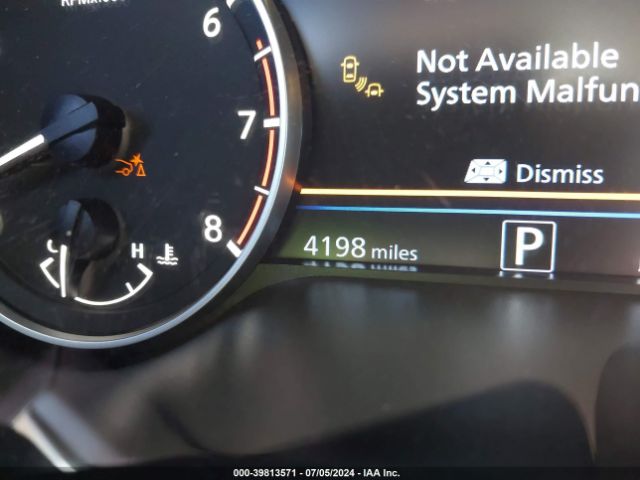 6
7
8
C
H
Not Available
System Malfun
Dismiss
4198 miles
P
000-39813571 / 07/05/2024 - IAA Inc.